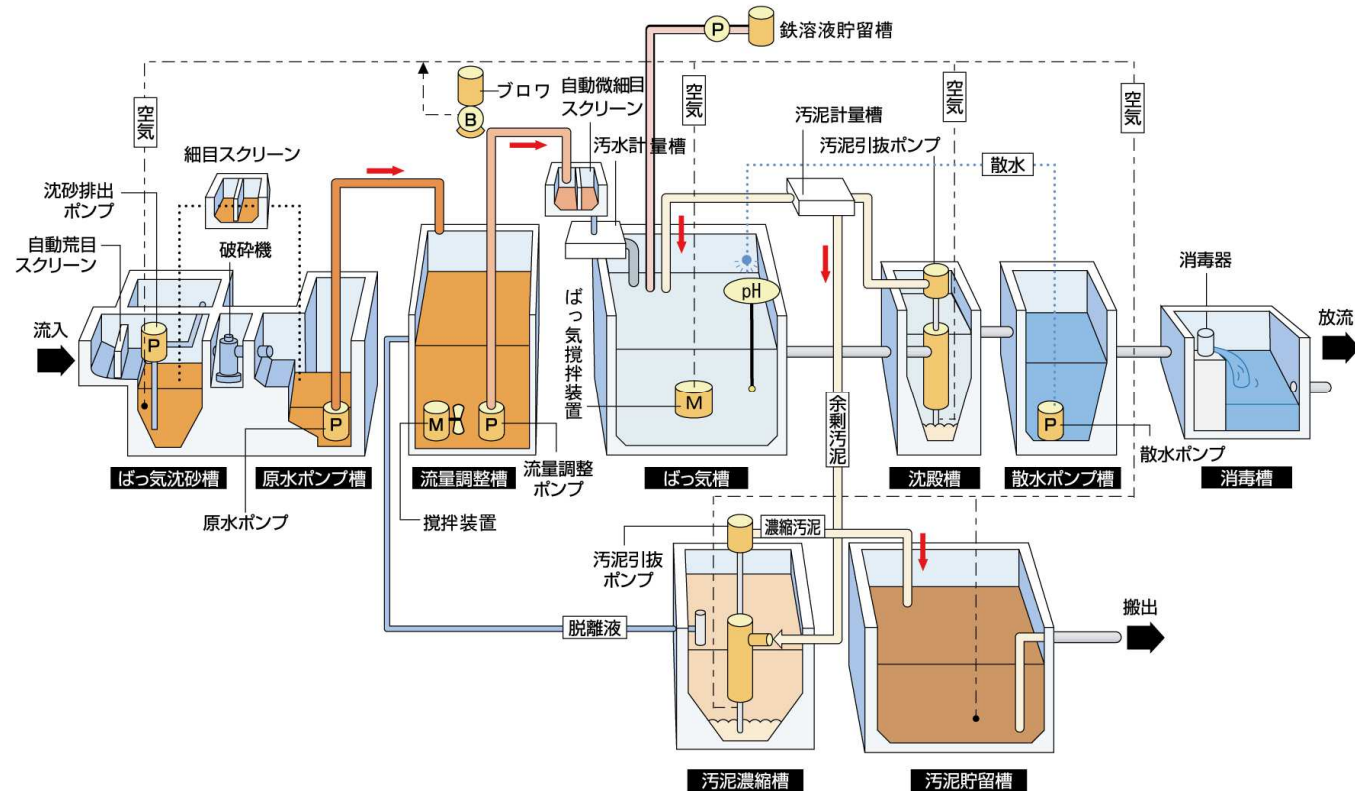 P
鉄溶液貯留槽
ブロワ
B
自動微細目
スクリーン
汚水計量槽
汚泥計量槽
汚泥引抜ポンプ
空気
空気
空気
空気
散水
細目スクリーン
沈砂排出
ポンプ
自動荒目
スクリーン
破砕機
流入
P
P
M
P
ばっ気撹拌装置
pH
M
余剰汚泥
P
消毒器
放流
ばっ気沈砂槽
原水ポンプ槽
流量調整槽
流量調整
ポンプ
ばっ気槽
沈殿槽
散水ポンプ
散水ポンプ槽
消毒槽
原水ポンプ
撹拌装置
汚泥引抜
ポンプ
濃縮汚泥
脱離液
搬出
汚泥濃縮槽
汚泥貯留槽